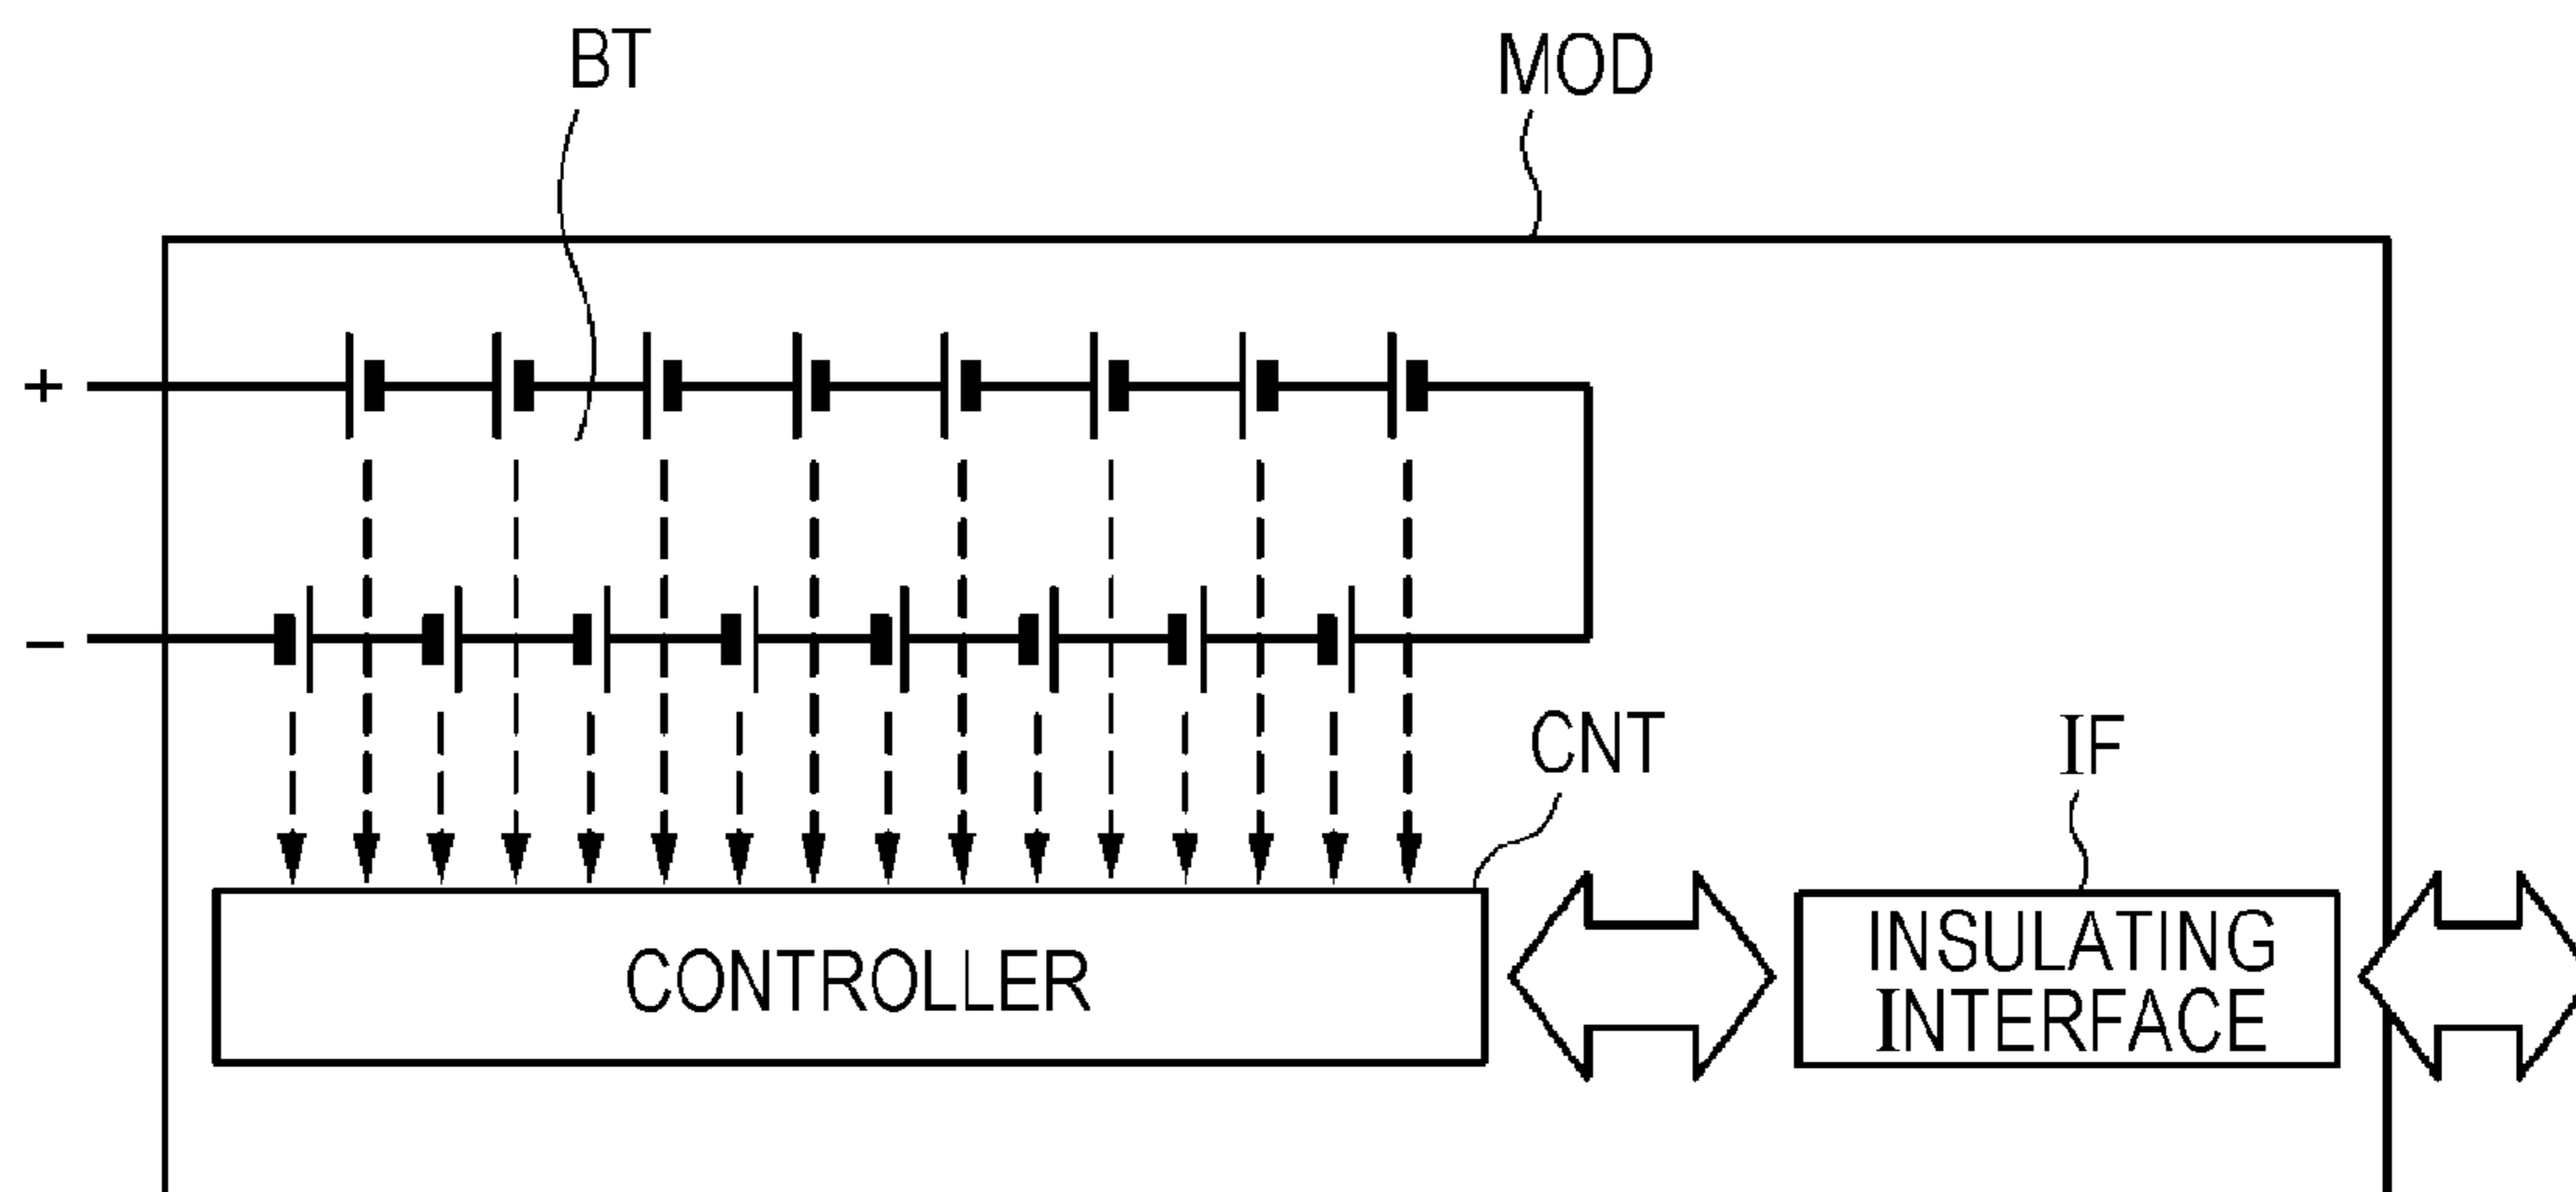 BT
MOD
+
−
CNT
IF
CONTROLLER
INSULATING
INTERFACE